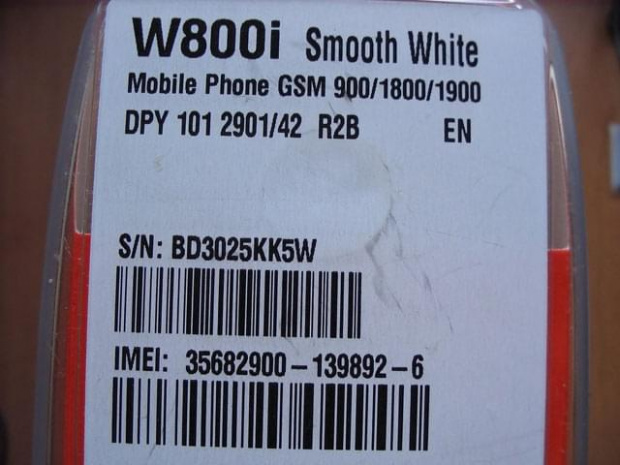 W800i Smooth White
Mobile Phone GSM 900/1800/1900
DPY 101 2901/42 R2B EN
S/N: BD3025KK5W
IMEI: 35682900-139892-6